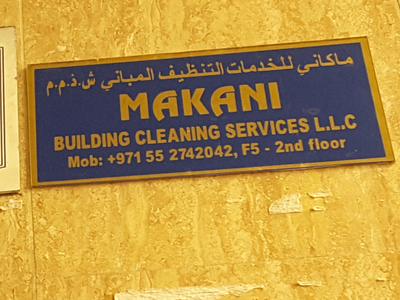 ماكاني للخدمات التنظيف المباني ش.ذ.م.م
MAKANI
BUILDING CLEANING SERVICES L.L.C
Mob: +971 55 2742042, F5 - 2nd floor